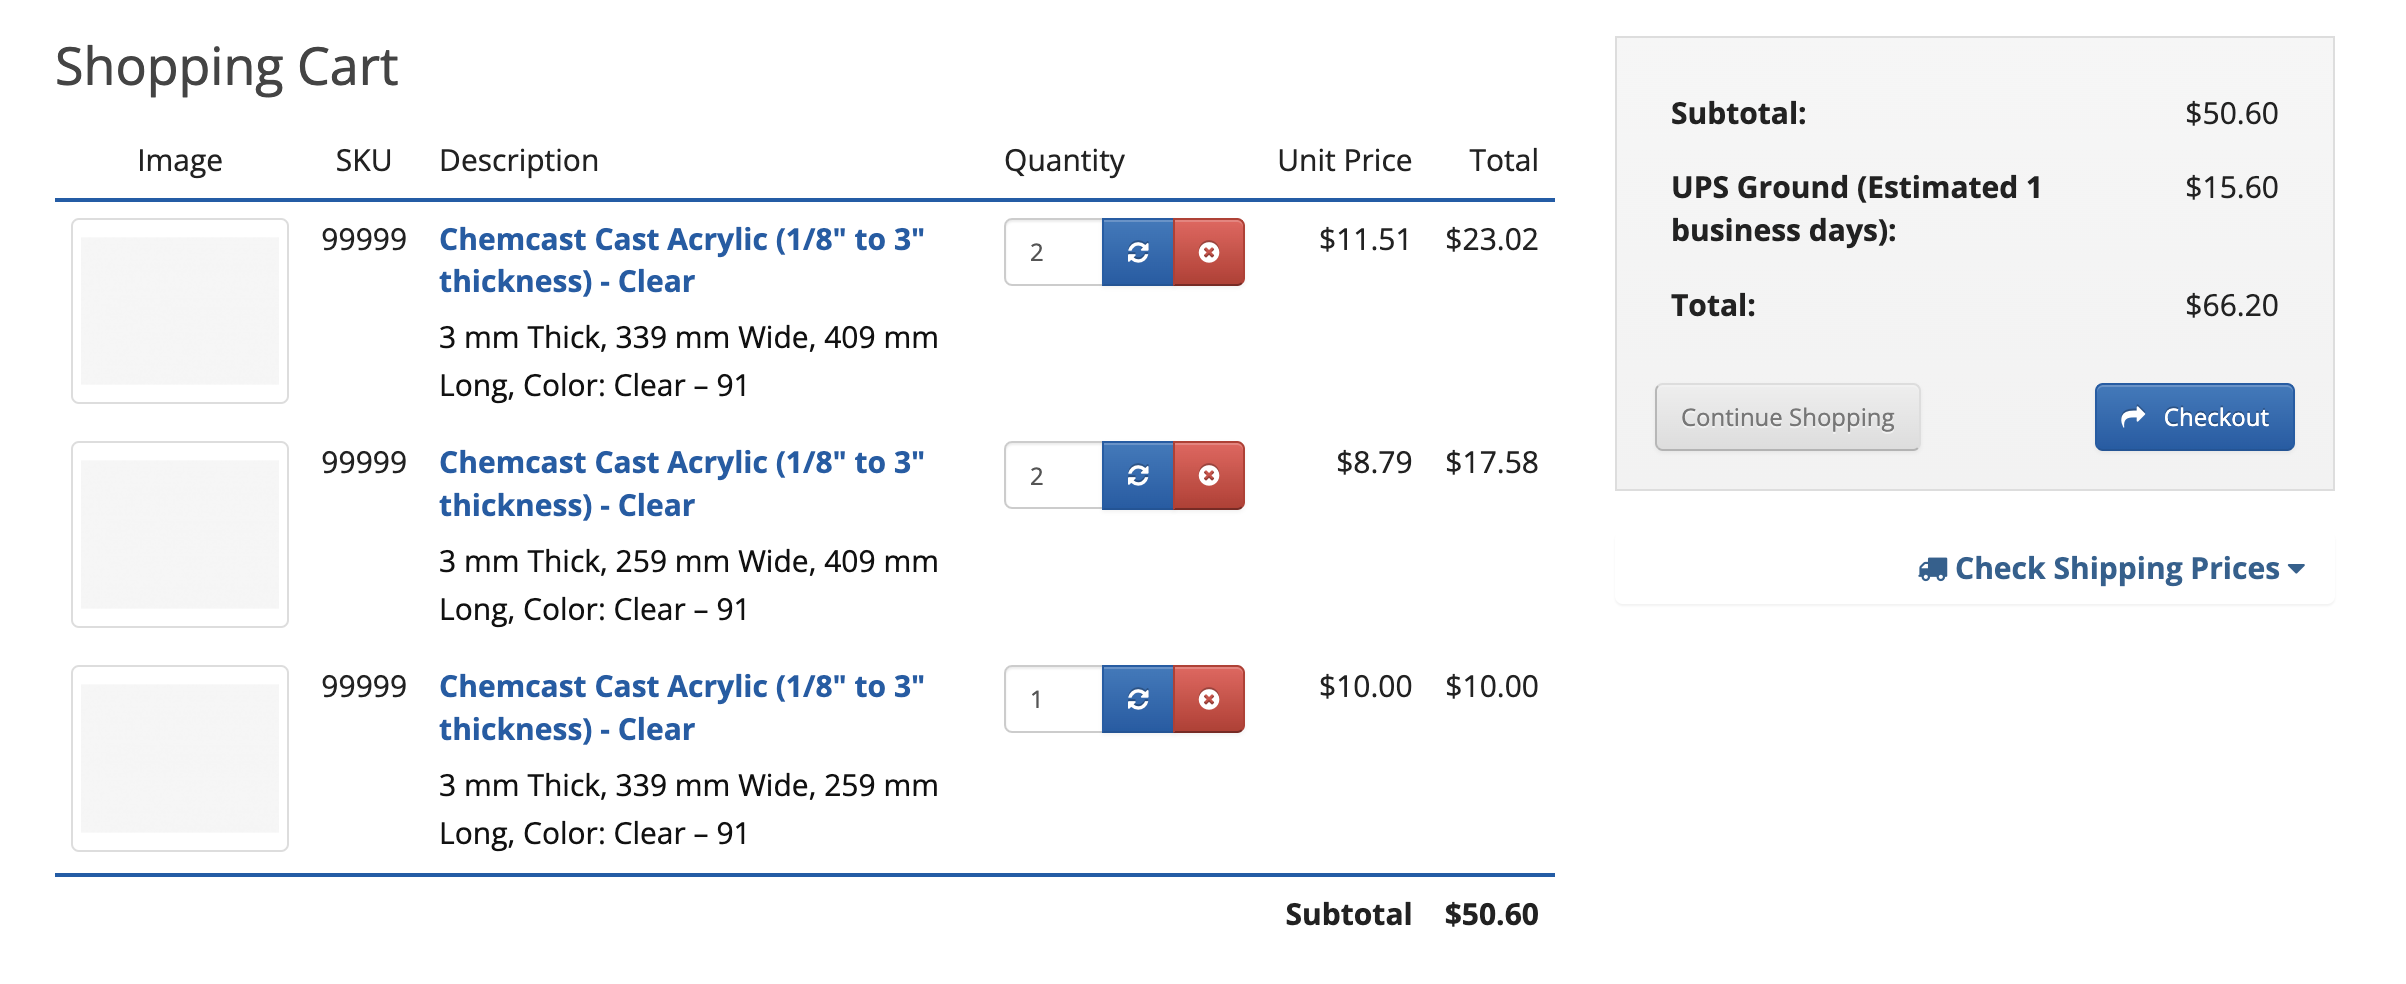 Shopping Cart
Image SKU Description Quantity Unit Price Total
99999 Chemcast Cast Acrylic (1/8" to 3" 2 $11.51 $23.02
thickness) - Clear
3 mm Thick, 339 mm Wide, 409 mm
Long, Color: Clear – 91
99999 Chemcast Cast Acrylic (1/8" to 3" 2 $8.79 $17.58
thickness) - Clear
3 mm Thick, 259 mm Wide, 409 mm
Long, Color: Clear – 91
99999 Chemcast Cast Acrylic (1/8" to 3" 1 $10.00 $10.00
thickness) - Clear
3 mm Thick, 339 mm Wide, 259 mm
Long, Color: Clear – 91
Subtotal $50.60
Subtotal: $50.60
UPS Ground (Estimated 1 $15.60
business days):
Total: $66.20
Continue Shopping Checkout
Check Shipping Prices